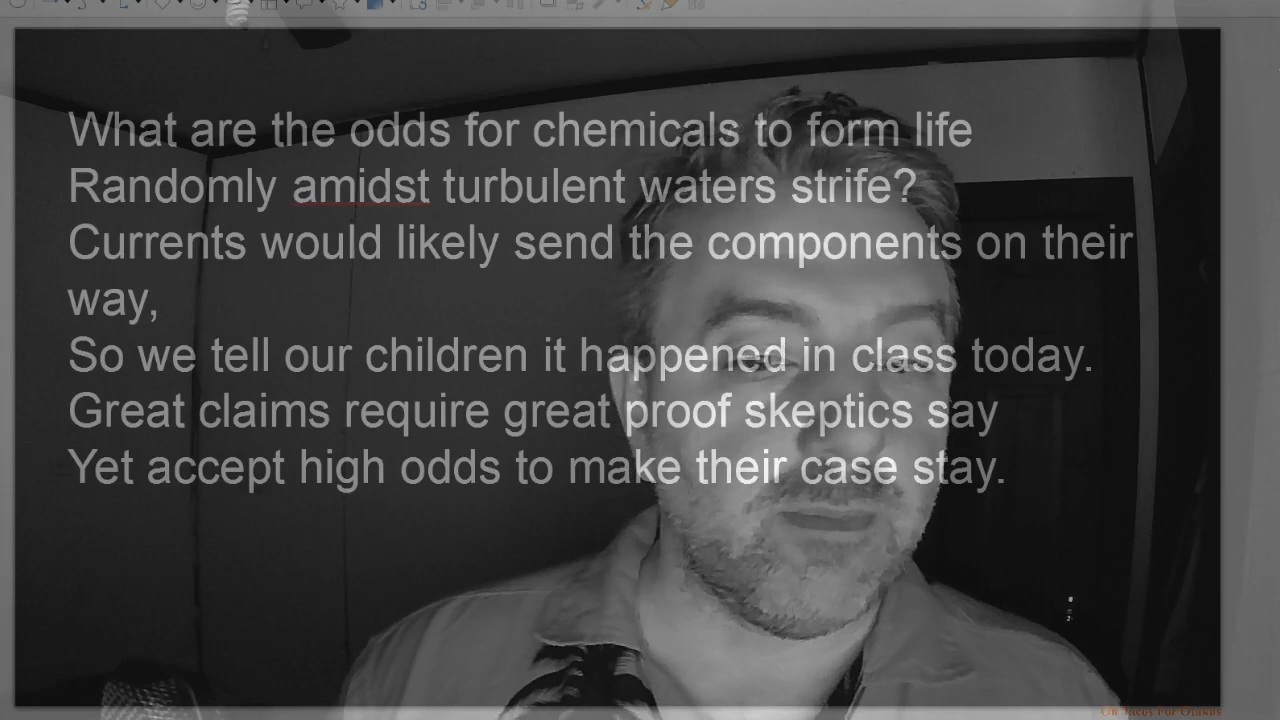 What are the odds for chemicals to form life
Randomly amidst turbulent waters strife?
Currents would likely send the components on their
way,
So we tell our children it happened in class today.
Great claims require great proof skeptics say
Yet accept high odds to make their case stay.